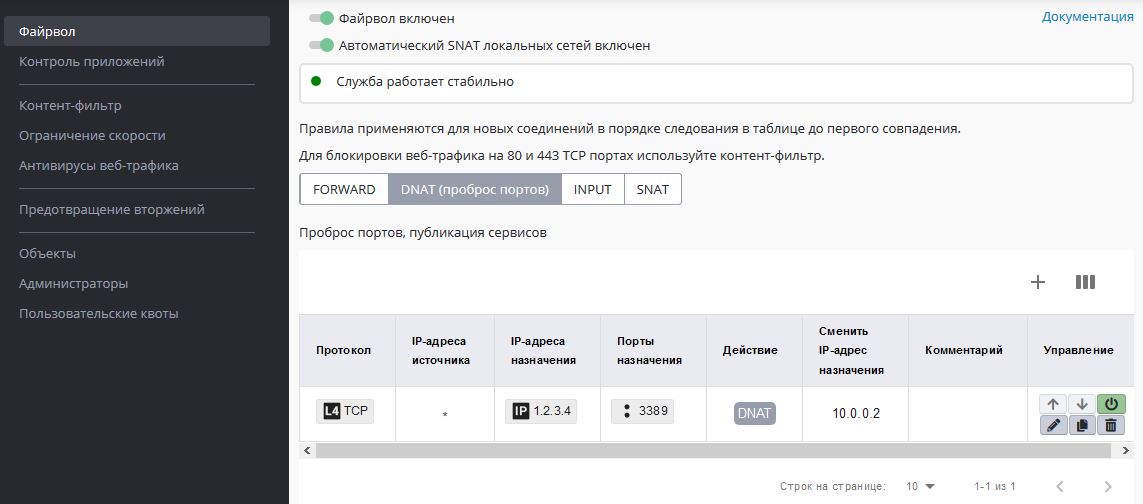 Файрвол
Контроль приложений
Контент-фильтр
Ограничение скорости
Антивирусы веб-трафика
Предотвращение вторжений
Объекты
Администраторы
Пользовательские квоты
Файрвол включен
Документация
Автоматический SNAT локальных сетей включен
Служба работает стабильно
Правила применяются для новых соединений в порядке следования в таблице до первого совпадения.
Для блокировки веб-трафика на 80 и 443 TCP портах используйте контент-фильтр.
FORWARD DNAT (проброс портов) INPUT SNAT
Проброс портов, публикация сервисов
Протокол
IP-адреса
источника
IP-адреса
назначения
Порты
назначения
Действие
Сменить
IP-адрес
назначения
Комментарий
Управление
L4 TCP * IP 1.2.3.4 3389 DNAT 10.0.0.2
Строк на странице: 10 1-1 из 1